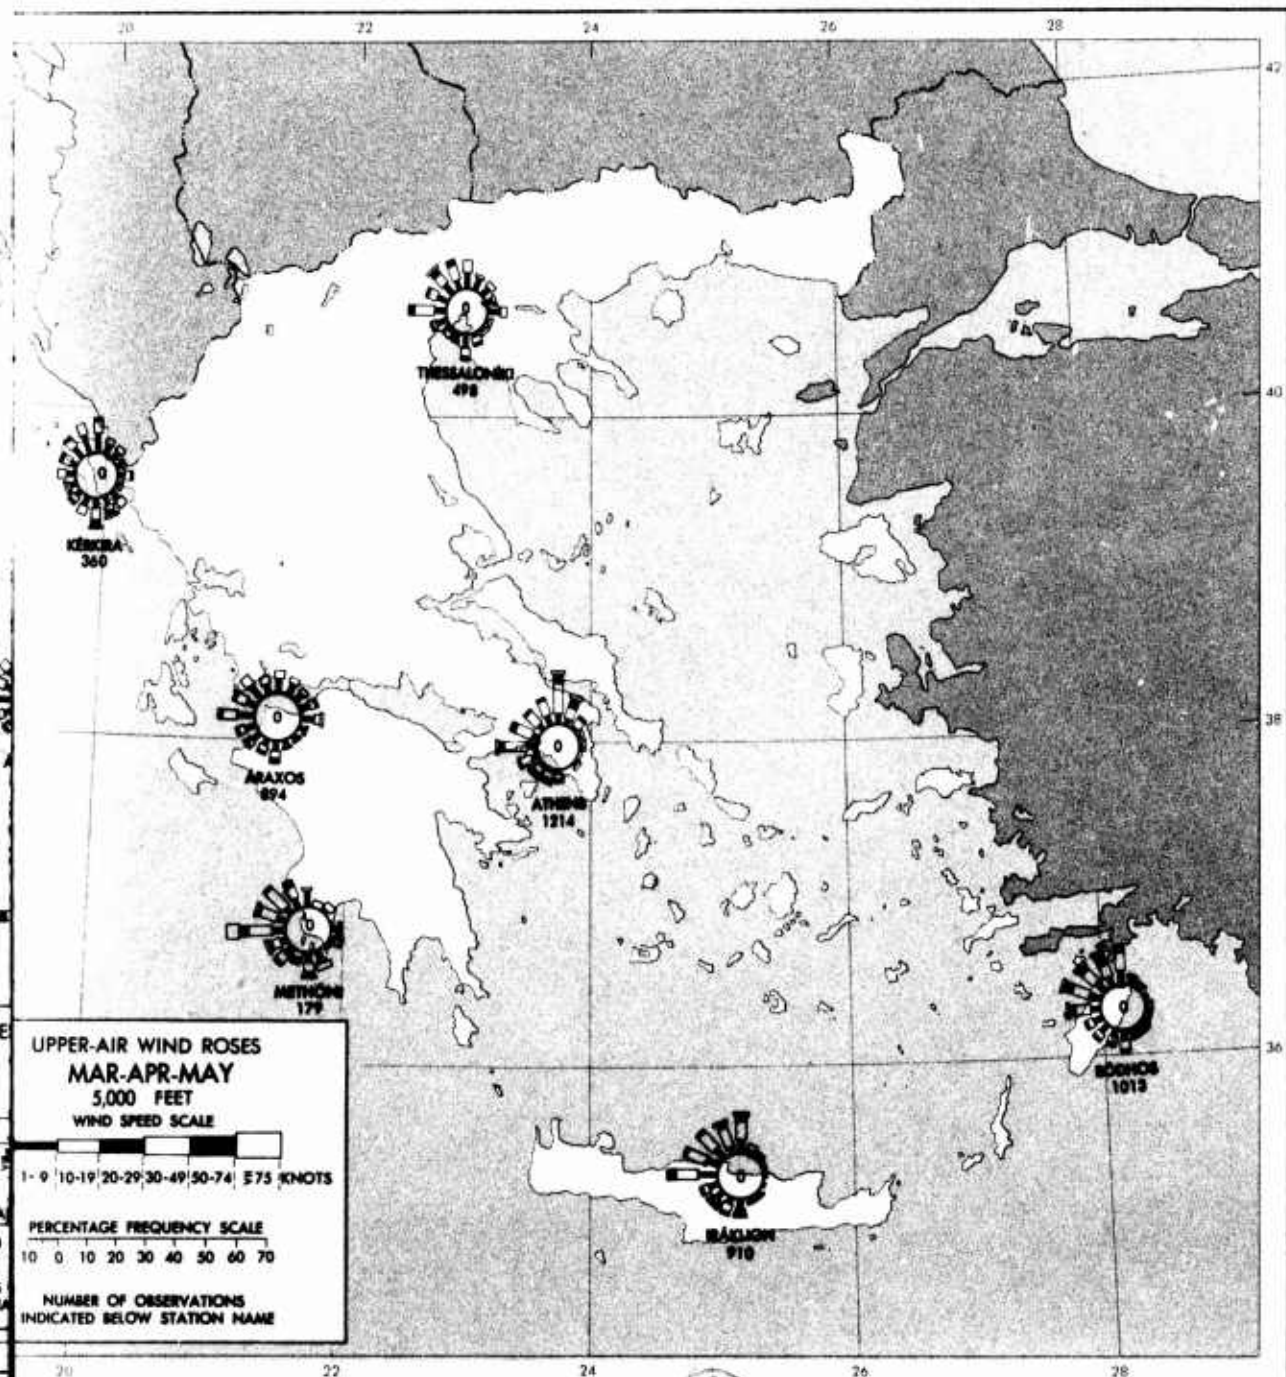 20 22 24 26 28
42
THESSALONIKI
498
40
KÉRKIRA
360
38
ÁRAXOS
894
ATHENS
1214
METHÓNI
179
RÓDHOS
1013
36
IRÁKLION
910
UPPER-AIR WIND ROSES
MAR-APR-MAY
5,000 FEET
WIND SPEED SCALE
1-9 10-19 20-29 30-49 50-74 ≥75 KNOTS
PERCENTAGE FREQUENCY SCALE
10 0 10 20 30 40 50 60 70
NUMBER OF OBSERVATIONS
INDICATED BELOW STATION NAME
20 22 24 26 28